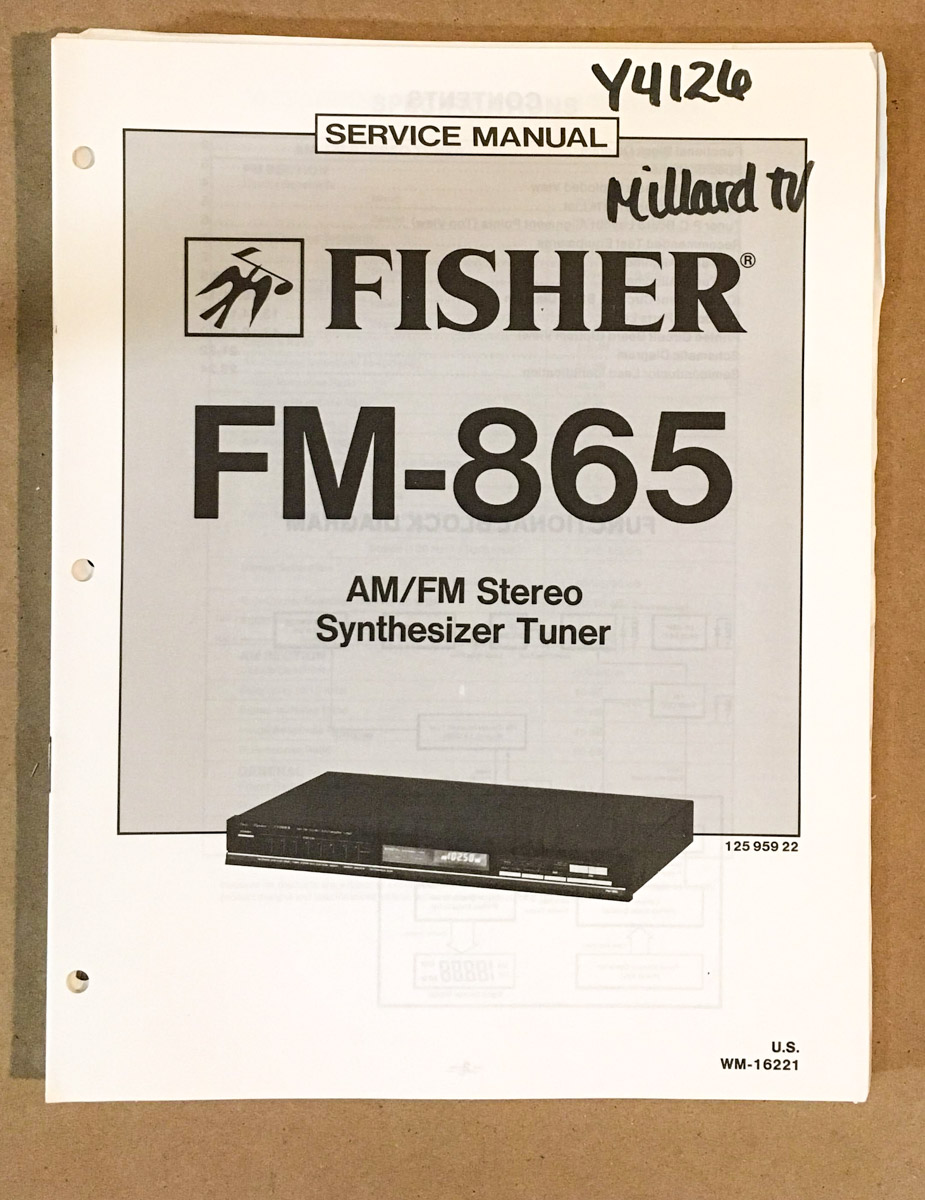 Y4126
SERVICE MANUAL
Millard TV
FISHER®
FM-865
AM/FM Stereo
Synthesizer Tuner
125 959 22
U.S.
WM-16221